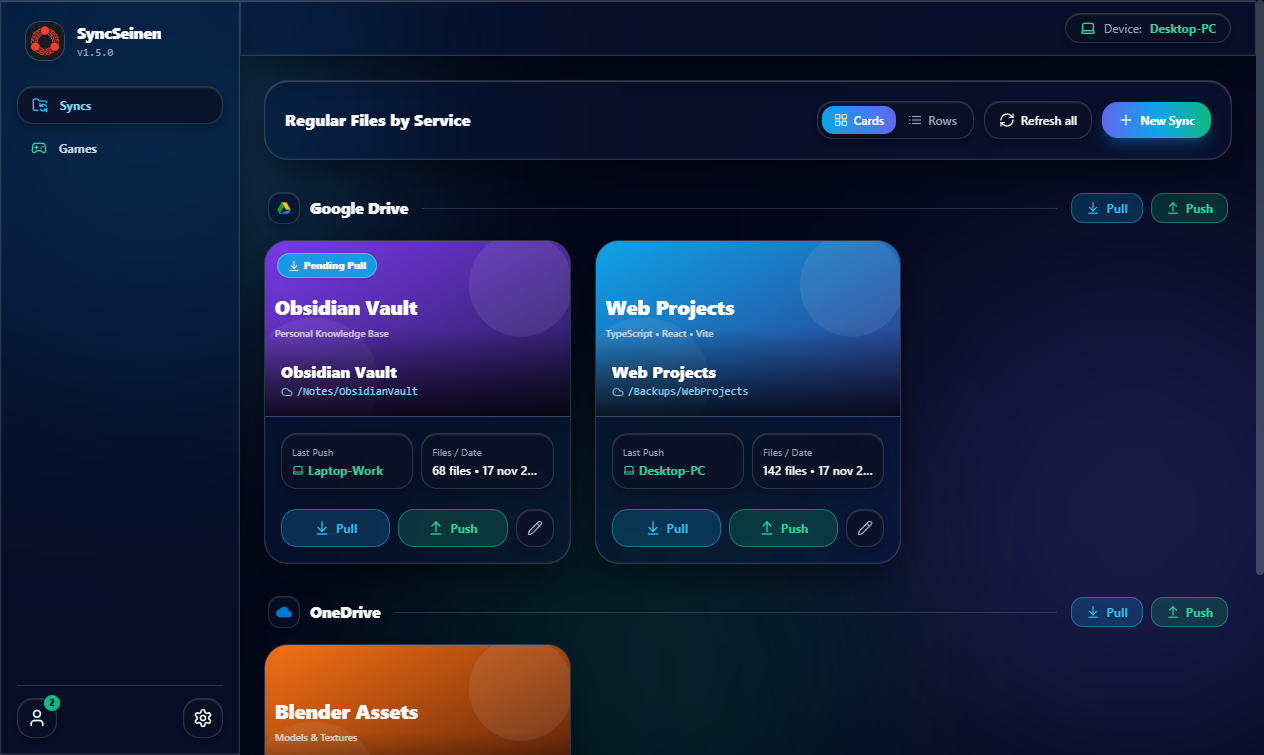 SyncSeinen
v1.5.0
Device: Desktop-PC
Syncs
Games
Regular Files by Service
Cards
Rows
Refresh all
New Sync
Google Drive
Pull
Push
Pending Pull
Obsidian Vault
Personal Knowledge Base
Obsidian Vault
/Notes/ObsidianVault
Last Push
Laptop-Work
Files / Date
68 files • 17 nov 2...
Pull
Push
Web Projects
TypeScript • React • Vite
Web Projects
/Backups/WebProjects
Last Push
Desktop-PC
Files / Date
142 files • 17 nov 2...
Pull
Push
OneDrive
Pull
Push
Blender Assets
Models & Textures
2